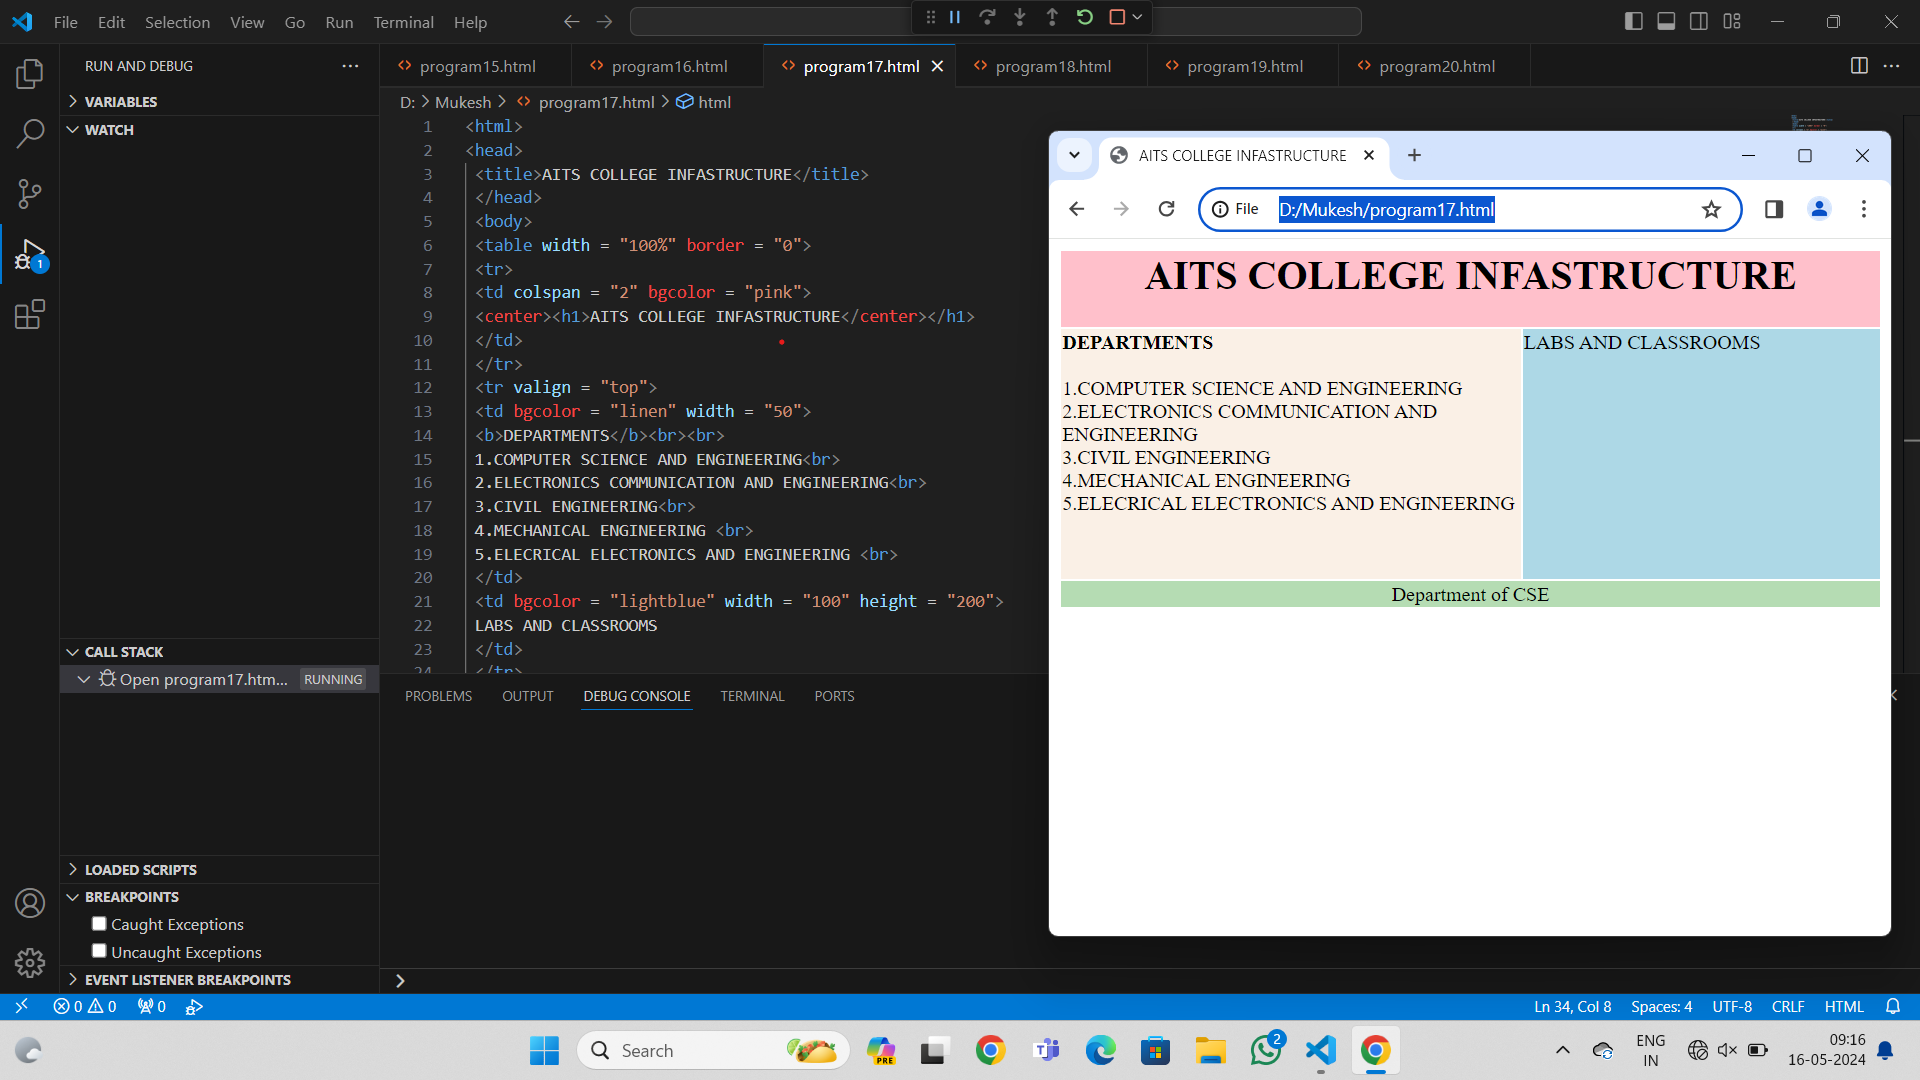 File Edit Selection View Go Run Terminal Help
RUN AND DEBUG
VARIABLES
WATCH
1
CALL STACK
Open program17.htm... RUNNING
LOADED SCRIPTS
BREAKPOINTS
Caught Exceptions
Uncaught Exceptions
EVENT LISTENER BREAKPOINTS
program15.html program16.html program17.html program18.html program19.html program20.html
D: > Mukesh > program17.html > html
1 <html>
2 <head>
3 <title>AITS COLLEGE INFASTRUCTURE</title>
4 </head>
5 <body>
6 <table width = "100%" border = "0">
7 <tr>
8 <td colspan = "2" bgcolor = "pink">
9 <center><h1>AITS COLLEGE INFASTRUCTURE</center></h1>
10 </td>
11 </tr>
12 <tr valign = "top">
13 <td bgcolor = "linen" width = "50">
14 <b>DEPARTMENTS</b><br><br>
15 1.COMPUTER SCIENCE AND ENGINEERING<br>
16 2.ELECTRONICS COMMUNICATION AND ENGINEERING<br>
17 3.CIVIL ENGINEERING<br>
18 4.MECHANICAL ENGINEERING <br>
19 5.ELECRICAL ELECTRONICS AND ENGINEERING <br>
20 </td>
21 <td bgcolor = "lightblue" width = "100" height = "200">
22 LABS AND CLASSROOMS
23 </td>
24 </tr>
PROBLEMS OUTPUT DEBUG CONSOLE TERMINAL PORTS
AITS COLLEGE INFASTRUCTURE
File D:/Mukesh/program17.html
AITS COLLEGE INFASTRUCTURE
DEPARTMENTS
1.COMPUTER SCIENCE AND ENGINEERING
2.ELECTRONICS COMMUNICATION AND
ENGINEERING
3.CIVIL ENGINEERING
4.MECHANICAL ENGINEERING
5.ELECRICAL ELECTRONICS AND ENGINEERING
LABS AND CLASSROOMS
Department of CSE
0 0 0
Ln 34, Col 8 Spaces: 4 UTF-8 CRLF HTML
Search
PRE
2
ENG
IN
09:16
16-05-2024